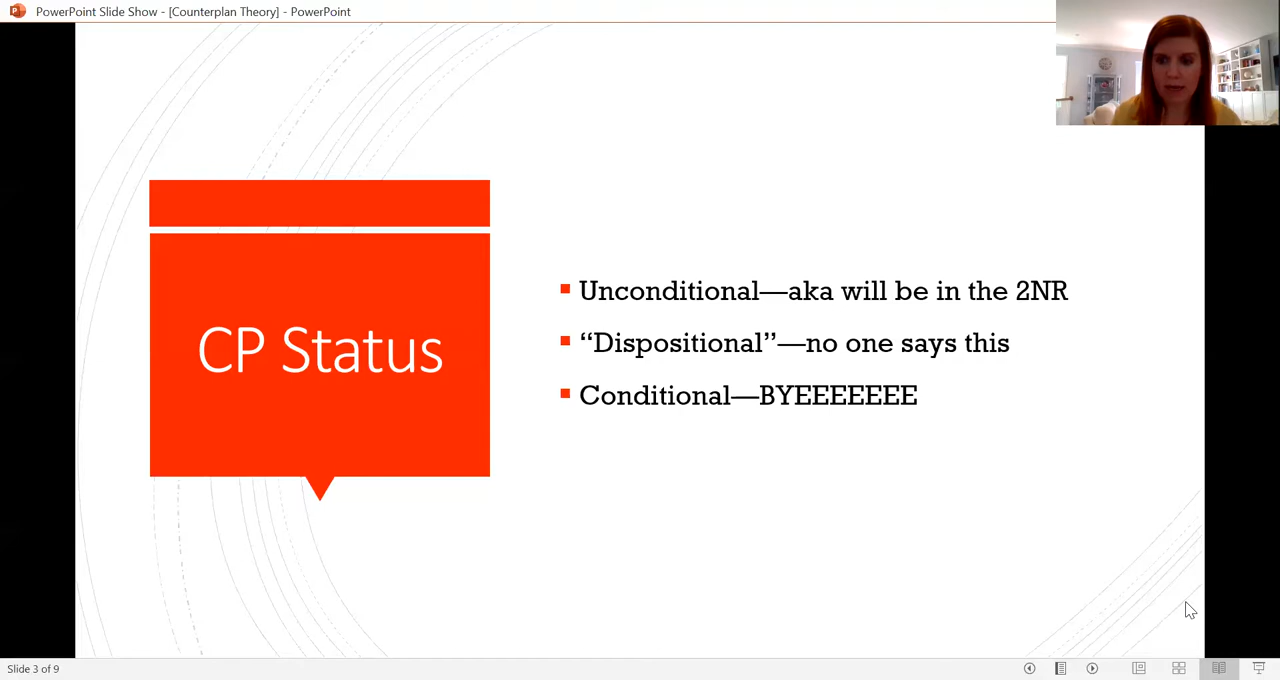 PowerPoint Slide Show - [Counterplan Theory] - PowerPoint
CP Status
Unconditional—aka will be in the 2NR
“Dispositional”—no one says this
Conditional—BYEEEEEEE
Slide 3 of 9